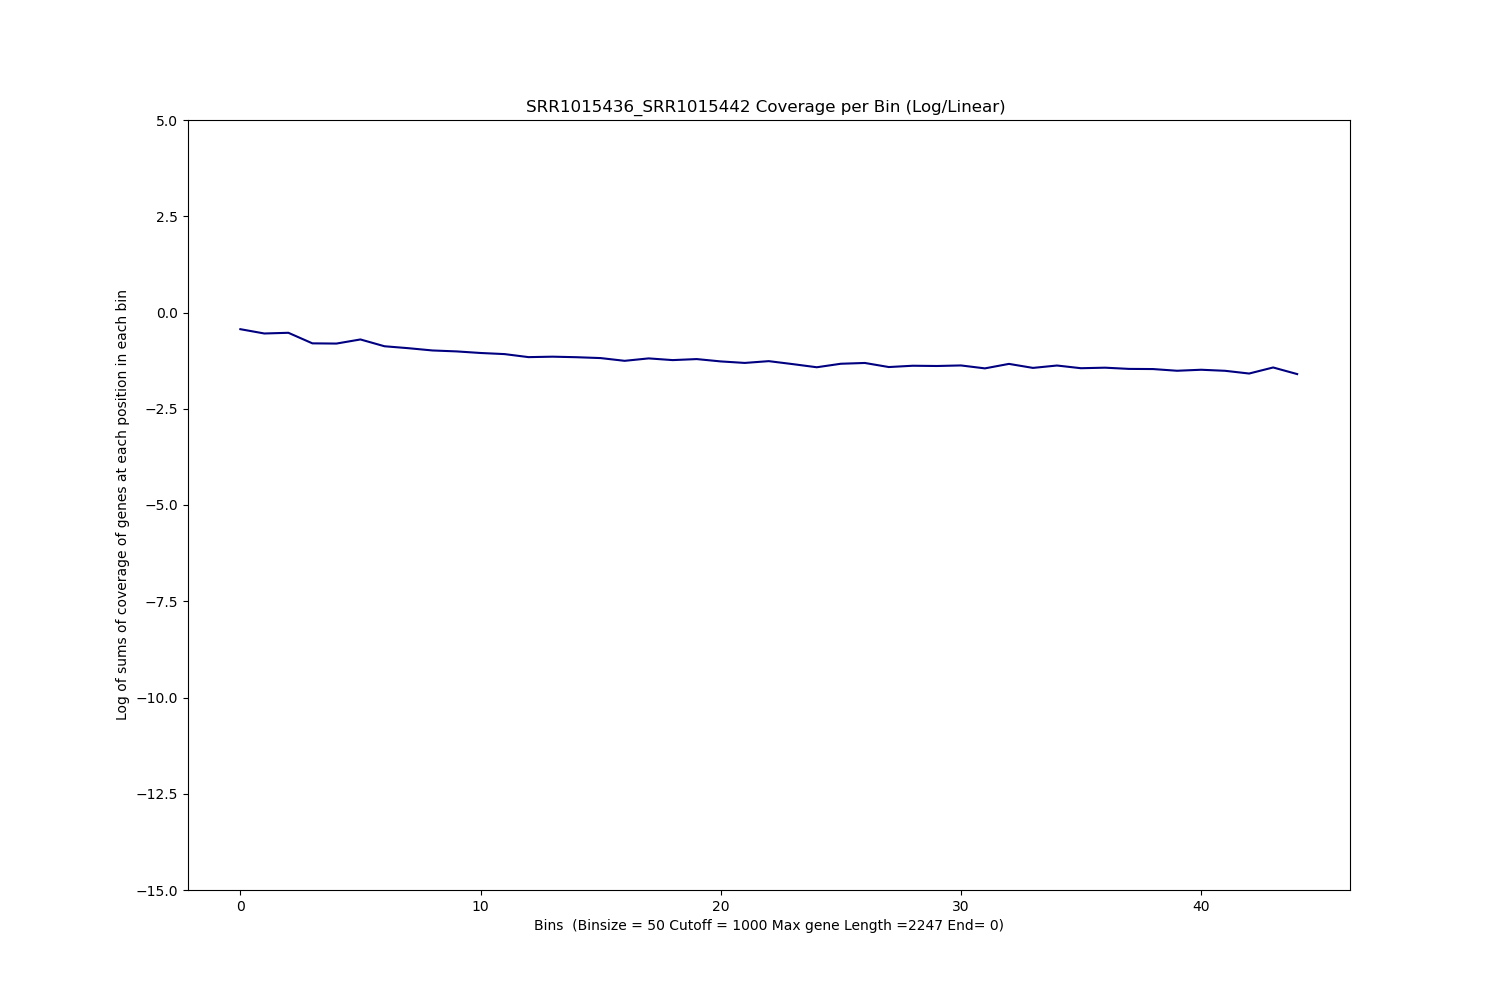 SRR1015436_SRR1015442 Coverage per Bin (Log/Linear)
Log of sums of coverage of genes at each position in each bin
5.0
2.5
0.0
−2.5
−5.0
−7.5
−10.0
−12.5
−15.0
0 10 20 30 40
Bins  (Binsize = 50 Cutoff = 1000 Max gene Length =2247 End= 0)